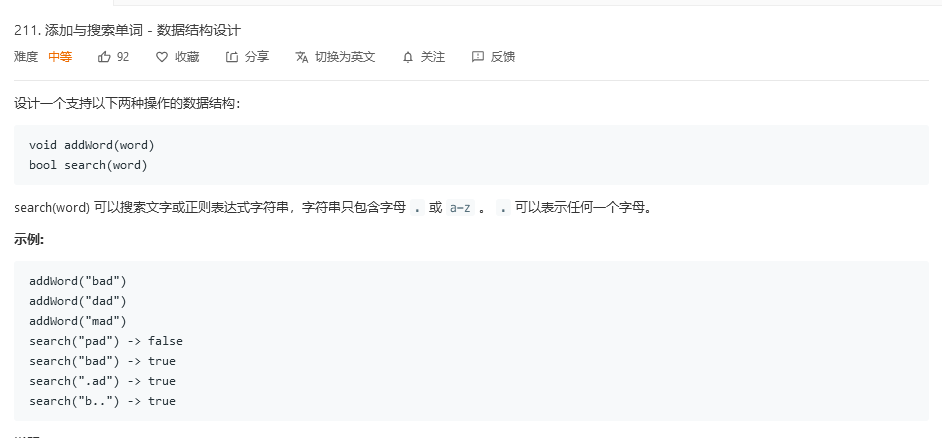 211. 添加与搜索单词 - 数据结构设计
难度 中等 92 收藏 分享 切换为英文 关注 反馈
设计一个支持以下两种操作的数据结构：
void addWord(word)
bool search(word)
search(word) 可以搜索文字或正则表达式字符串，字符串只包含字母 . 或 a-z 。 . 可以表示任何一个字母。
示例:
addWord("bad")
addWord("dad")
addWord("mad")
search("pad") -> false
search("bad") -> true
search(".ad") -> true
search("b..") -> true